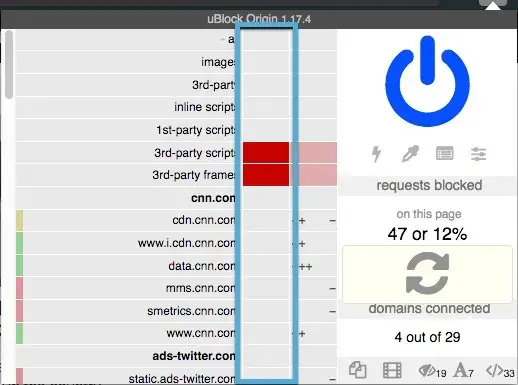 uBlock Origin 1.17.4
a
images
3rd-party
inline scripts
1st-party scripts
3rd-party scripts
3rd-party frames
cnn.com
cdn.cnn.com + −
www.i.cdn.cnn.com +
data.cnn.com +++
mms.cnn.com −
smetrics.cnn.com −
www.cnn.com +
ads-twitter.com
static.ads-twitter.com −
requests blocked
on this page
47 or 12%
domains connected
4 out of 29
19 A 7 </> 33